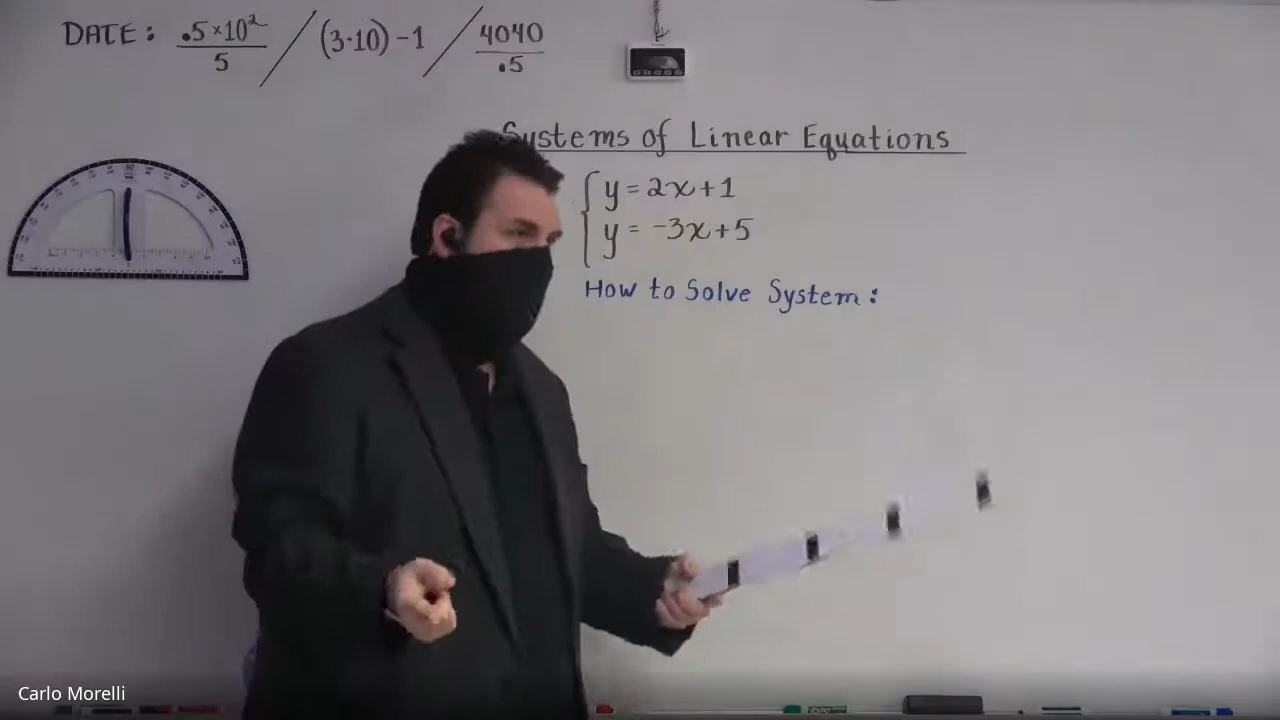 DATE: .5×10² / 5 / (3·10) - 1 / 4040 / .5
Systems of Linear Equations
y = 2x+1
y = -3x+5
How to Solve System:
Carlo Morelli